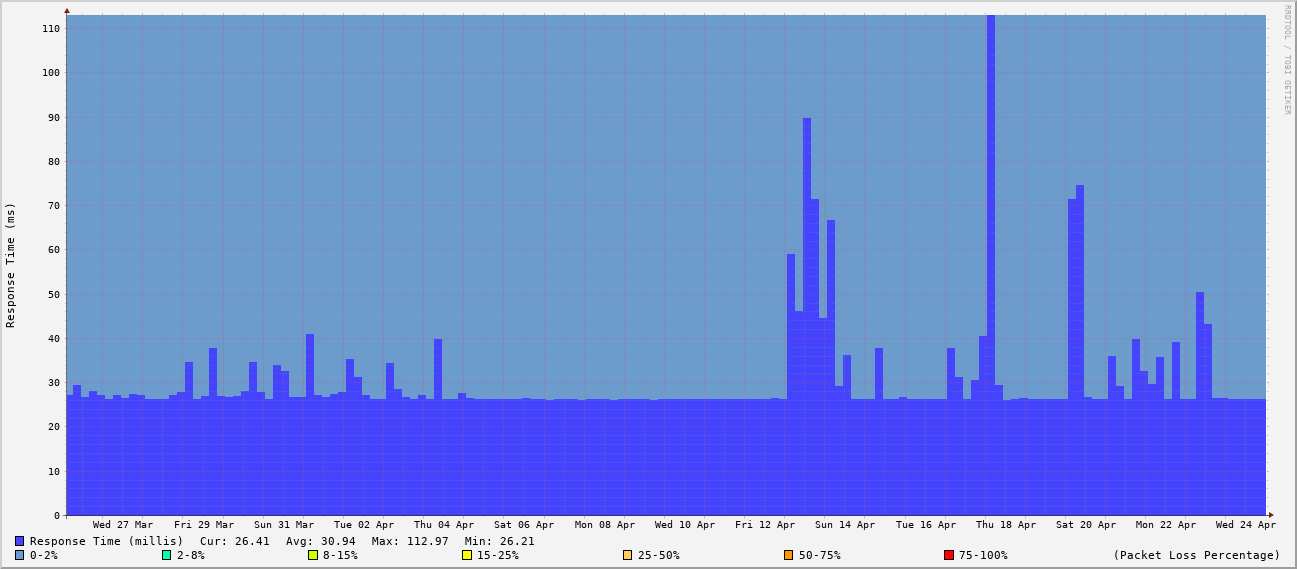 RRDTOOL / TOBI OETIKER
Response Time (ms)
110
100
90
80
70
60
50
40
30
20
10
0
Wed 27 Mar Fri 29 Mar Sun 31 Mar Tue 02 Apr Thu 04 Apr Sat 06 Apr Mon 08 Apr Wed 10 Apr Fri 12 Apr Sun 14 Apr Tue 16 Apr Thu 18 Apr Sat 20 Apr Mon 22 Apr Wed 24 Apr
Response Time (millis) Cur: 26.41 Avg: 30.94 Max: 112.97 Min: 26.21
0-2% 2-8% 8-15% 15-25% 25-50% 50-75% 75-100% (Packet Loss Percentage)